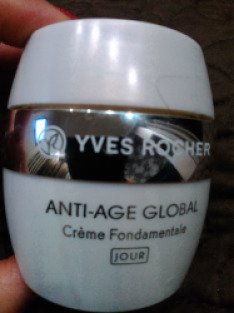 YVES ROCHER
ANTI-AGE GLOBAL
Crème Fondamentale
JOUR